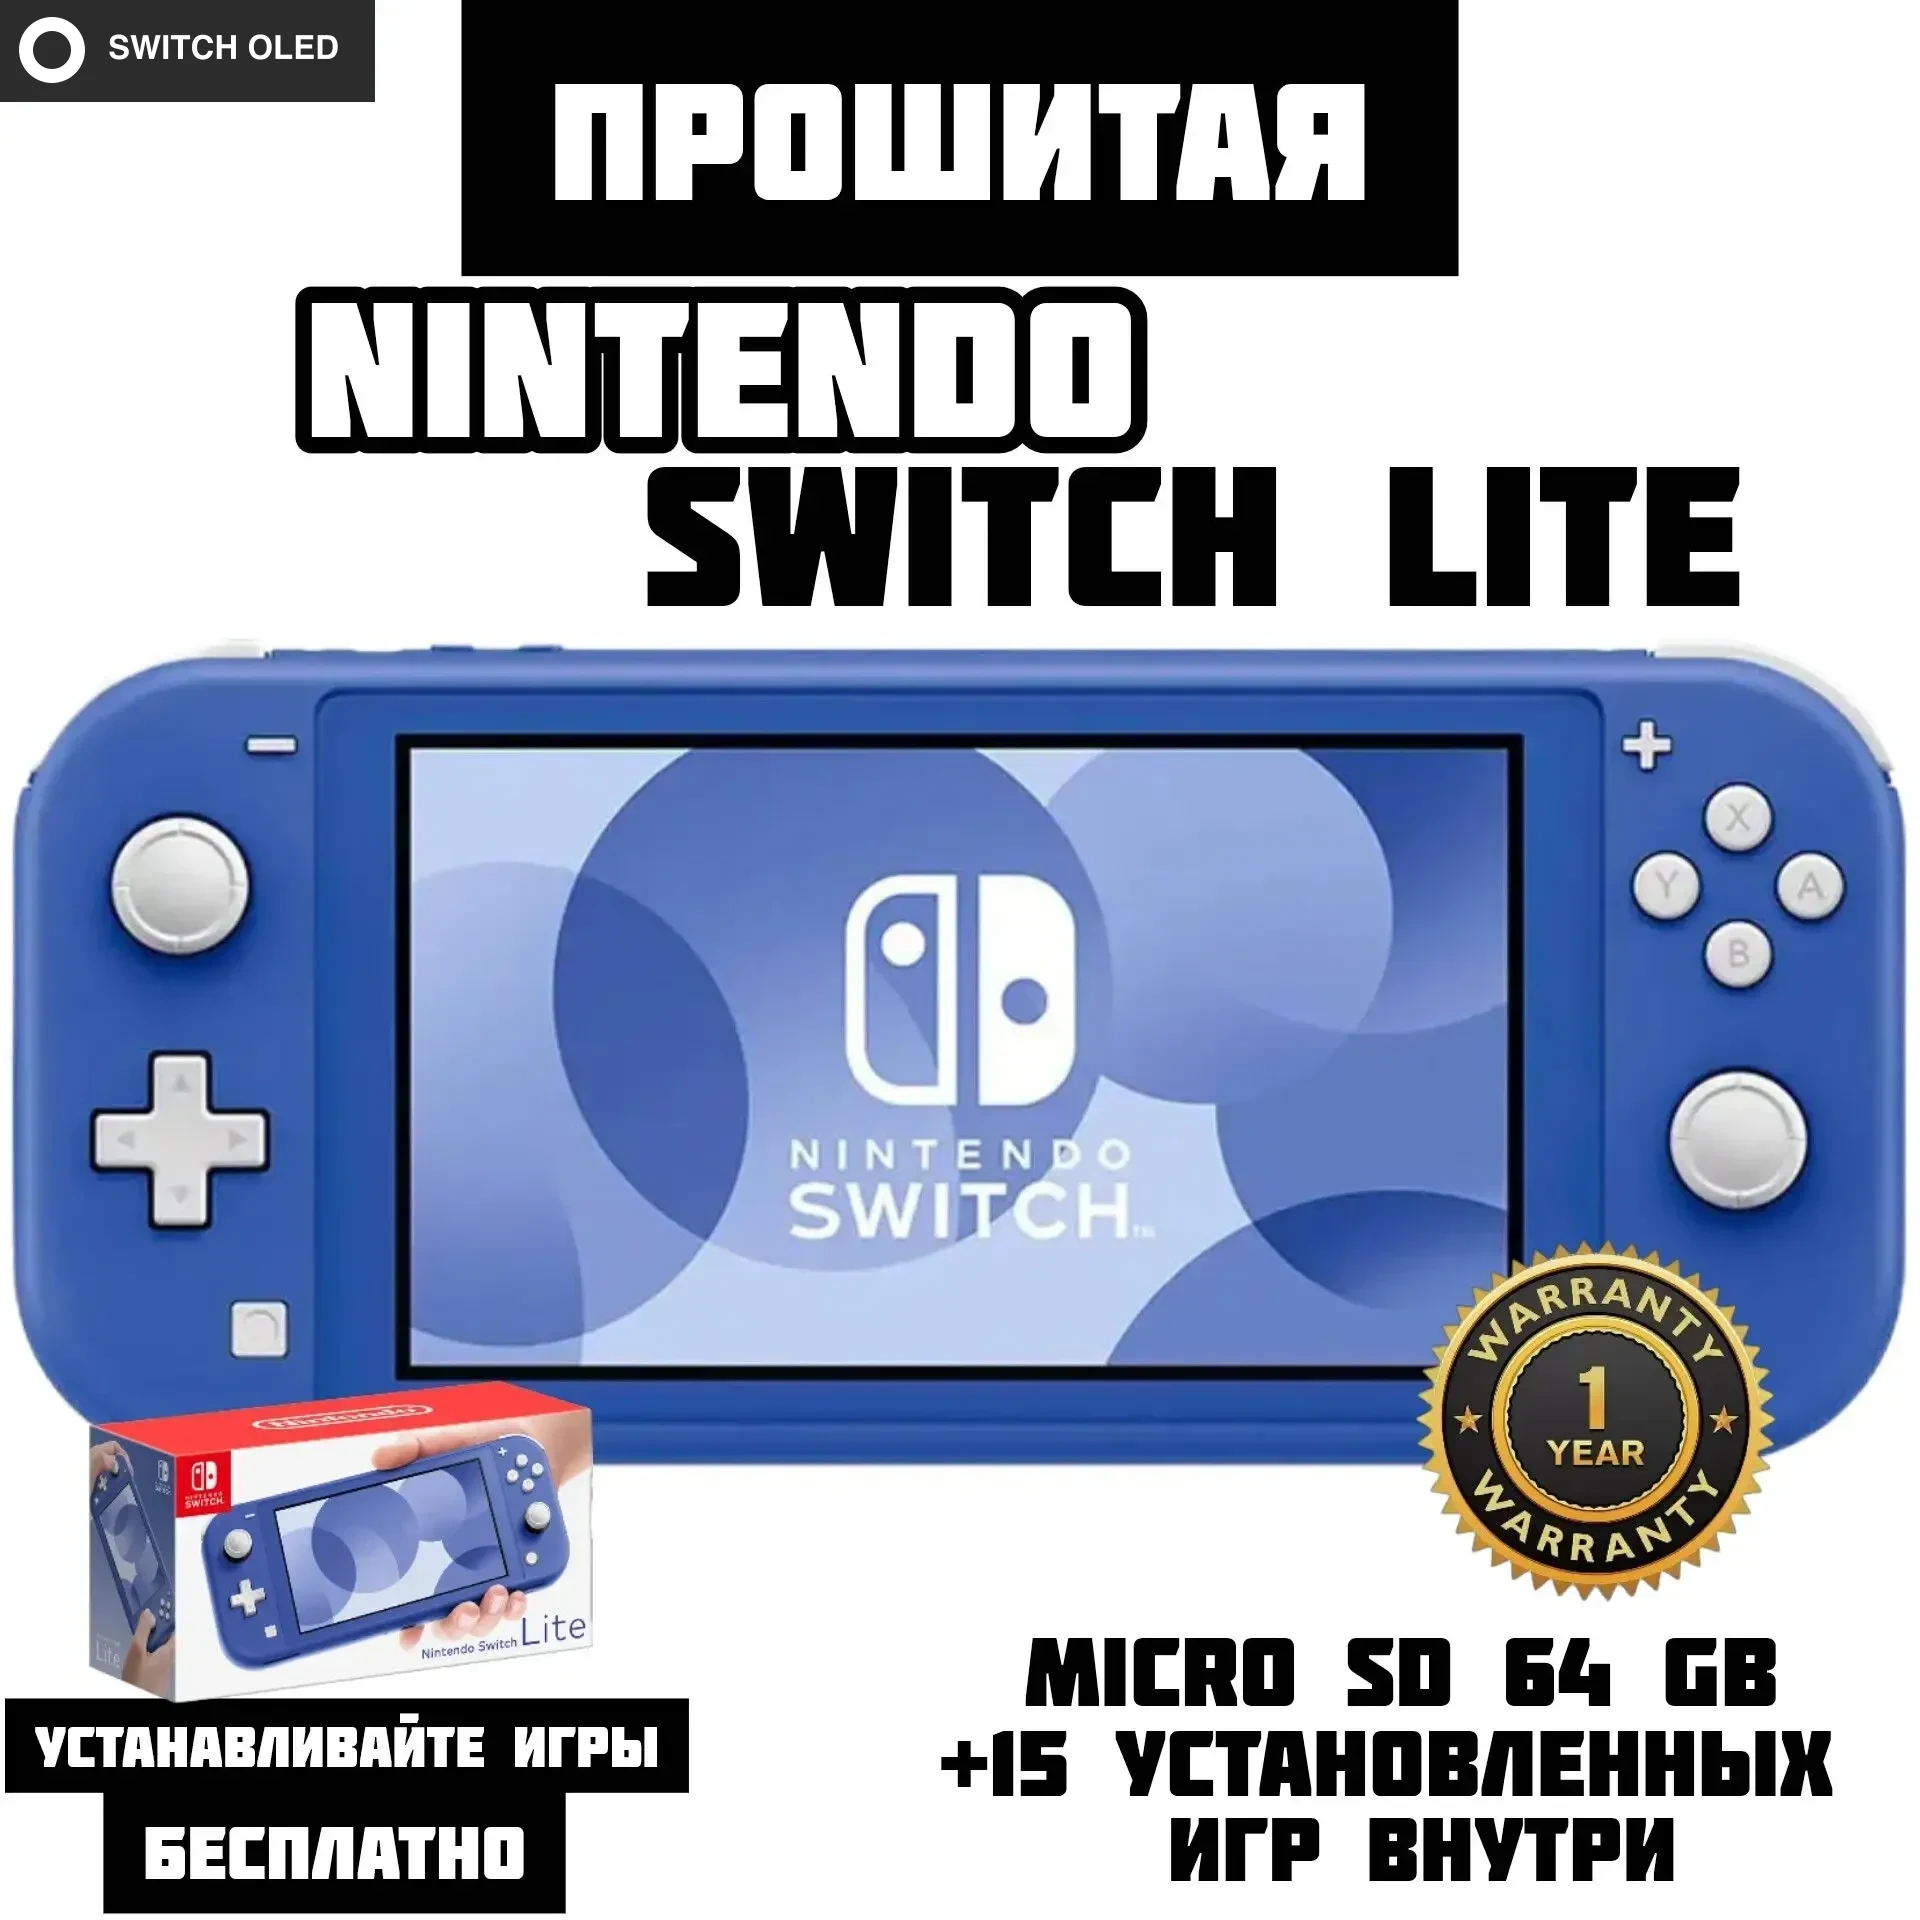 SWITCH OLED
ПРОШИТАЯ
NINTENDO
SWITCH LITE
X
Y
A
B
NINTENDO
SWITCH™
WARRANTY
1
YEAR
WARRANTY
Nintendo
NINTENDO
SWITCH
Nintendo Switch Lite
Lite
MICRO SD 64 GB
+15 УСТАНОВЛЕННЫХ
ИГР ВНУТРИ
УСТАНАВЛИВАЙТЕ ИГРЫ
БЕСПЛАТНО